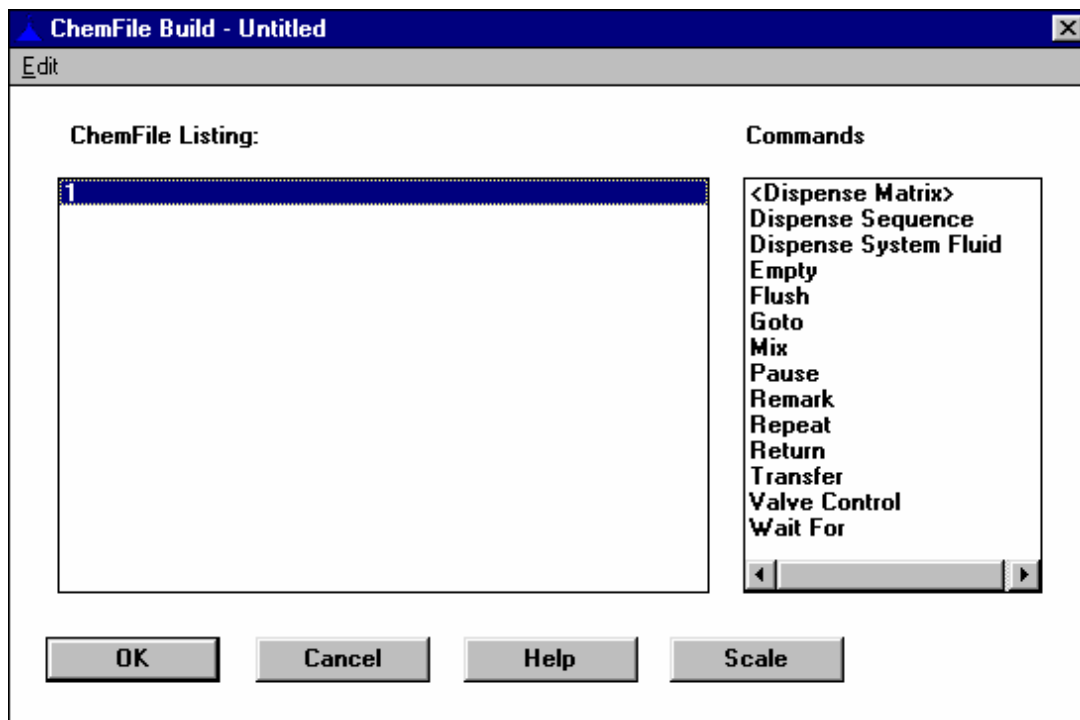 ChemFile Build - Untitled
Edit
ChemFile Listing:
Commands
1
<Dispense Matrix>
Dispense Sequence
Dispense System Fluid
Empty
Flush
Goto
Mix
Pause
Remark
Repeat
Return
Transfer
Valve Control
Wait For
OK
Cancel
Help
Scale